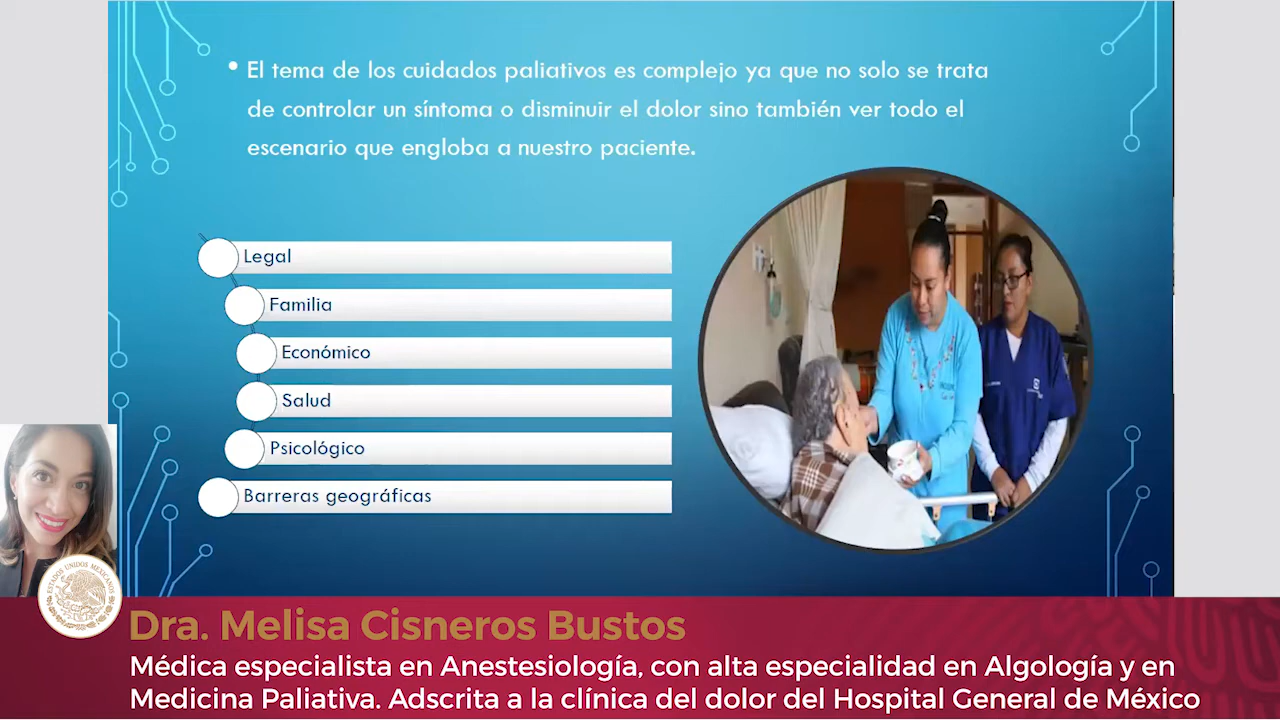 • El tema de los cuidados paliativos es complejo ya que no solo se trata
de controlar un síntoma o disminuir el dolor sino también ver todo el
escenario que engloba a nuestro paciente.
Legal
Familia
Económico
Salud
Psicológico
Barreras geográficas
ESTADOS UNIDOS MEXICANOS
Dra. Melisa Cisneros Bustos
Médica especialista en Anestesiología, con alta especialidad en Algología y en
Medicina Paliativa. Adscrita a la clínica del dolor del Hospital General de México